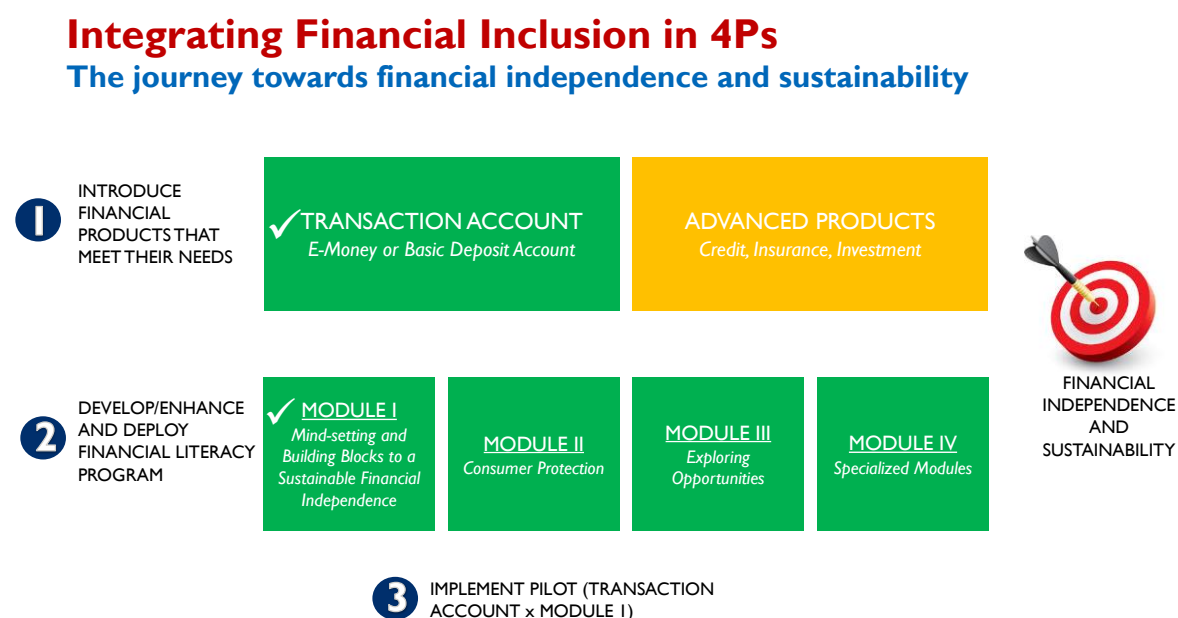 Integrating Financial Inclusion in 4Ps
The journey towards financial independence and sustainability
1
INTRODUCE
FINANCIAL
PRODUCTS THAT
MEET THEIR NEEDS
TRANSACTION ACCOUNT
E-Money or Basic Deposit Account
ADVANCED PRODUCTS
Credit, Insurance, Investment
2
DEVELOP/ENHANCE
AND DEPLOY
FINANCIAL LITERACY
PROGRAM
MODULE I
Mind-setting and
Building Blocks to a
Sustainable Financial
Independence
MODULE II
Consumer Protection
MODULE III
Exploring
Opportunities
MODULE IV
Specialized Modules
FINANCIAL
INDEPENDENCE
AND
SUSTAINABILITY
3
IMPLEMENT PILOT (TRANSACTION
ACCOUNT x MODULE 1)